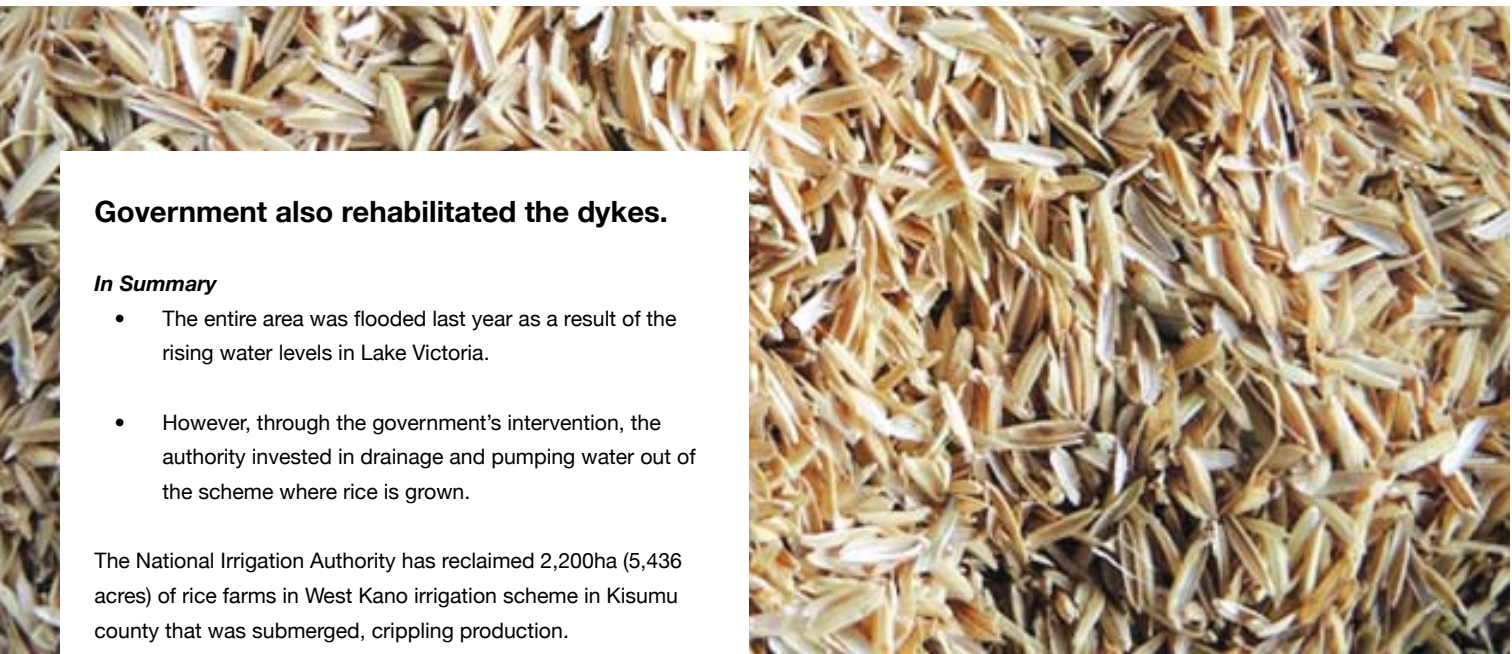 Government also rehabilitated the dykes.
In Summary
• The entire area was flooded last year as a result of the
rising water levels in Lake Victoria.
• However, through the government’s intervention, the
authority invested in drainage and pumping water out of
the scheme where rice is grown.
The National Irrigation Authority has reclaimed 2,200ha (5,436
acres) of rice farms in West Kano irrigation scheme in Kisumu
county that was submerged, crippling production.